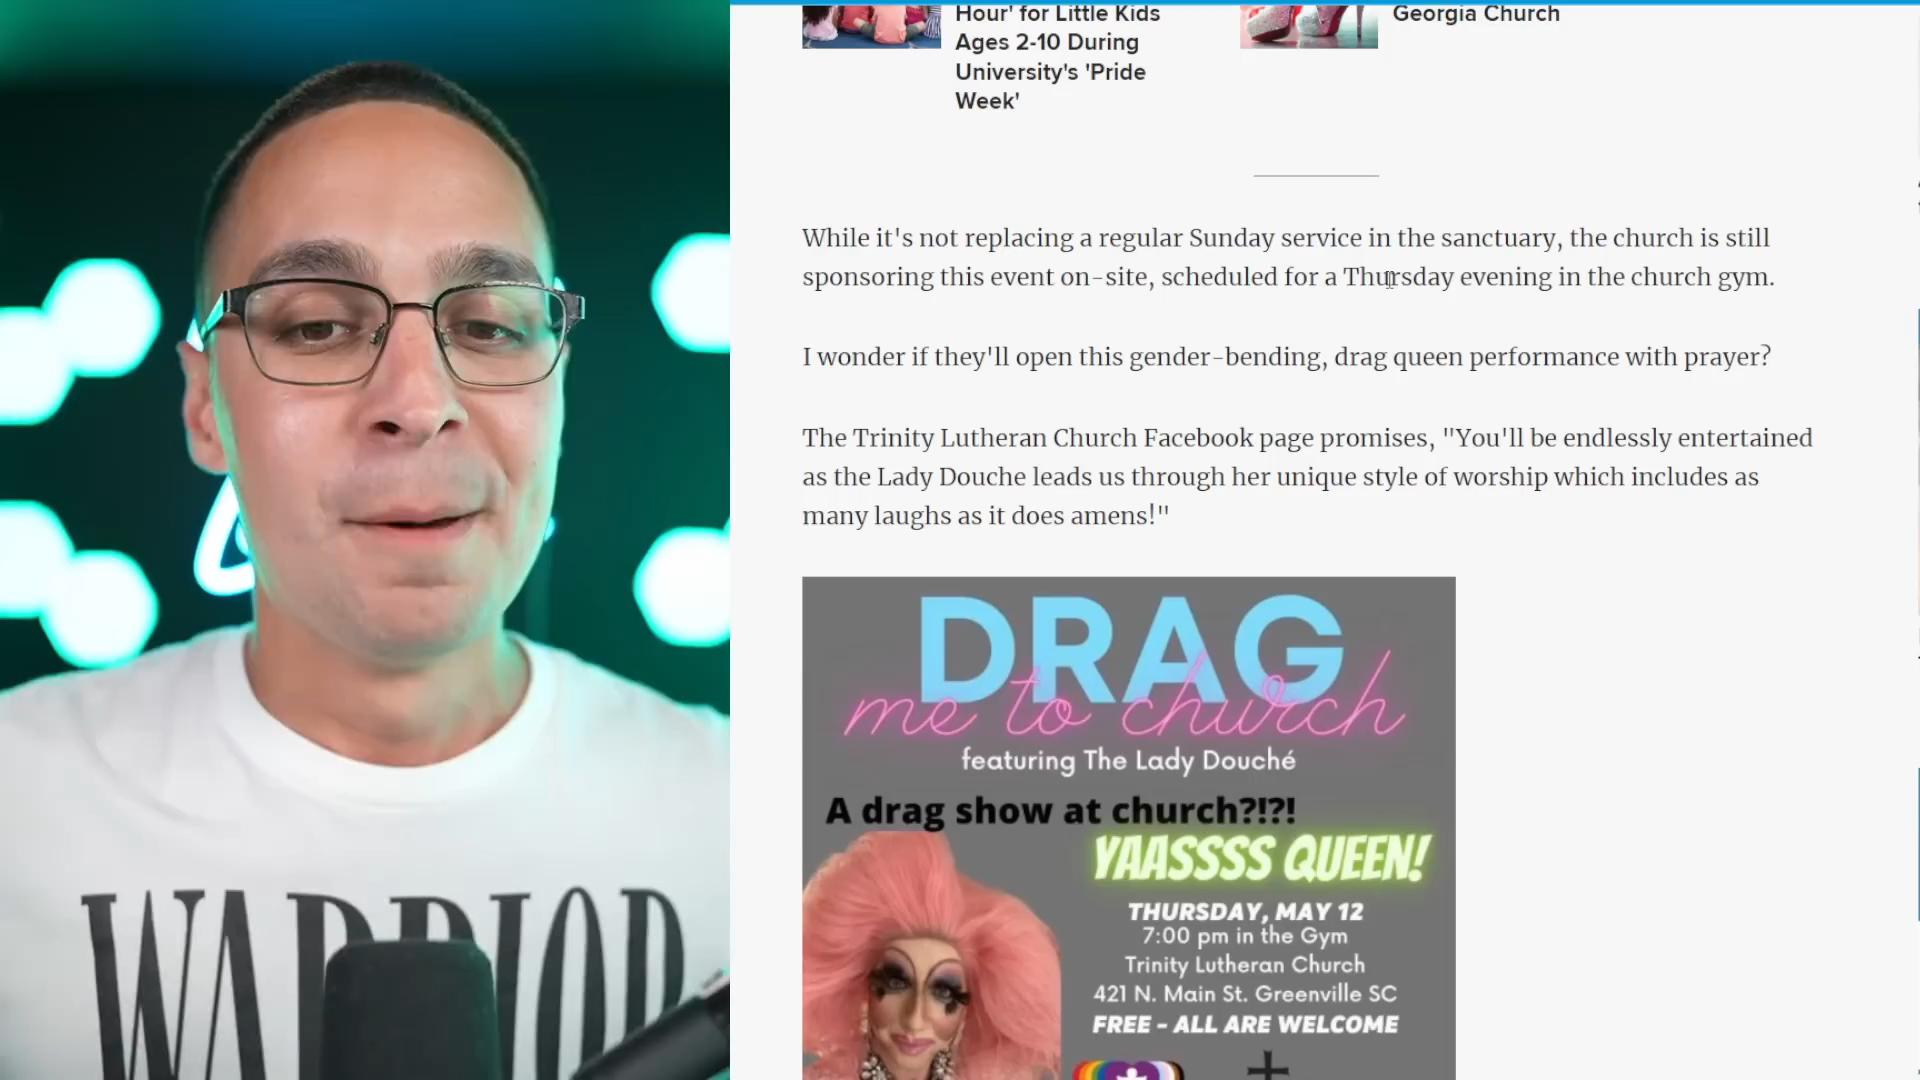 Hour' for Little Kids
Ages 2-10 During
University's 'Pride
Week'
Georgia Church
While it's not replacing a regular Sunday service in the sanctuary, the church is still
sponsoring this event on-site, scheduled for a Thursday evening in the church gym.
I wonder if they'll open this gender-bending, drag queen performance with prayer?
The Trinity Lutheran Church Facebook page promises, "You'll be endlessly entertained
as the Lady Douche leads us through her unique style of worship which includes as
many laughs as it does amens!"
DRAG
me to church
featuring The Lady Douché
A drag show at church?!?!
YAASSSS QUEEN!
THURSDAY, MAY 12
7:00 pm in the Gym
Trinity Lutheran Church
421 N. Main St. Greenville SC
FREE - ALL ARE WELCOME
WARRIOR